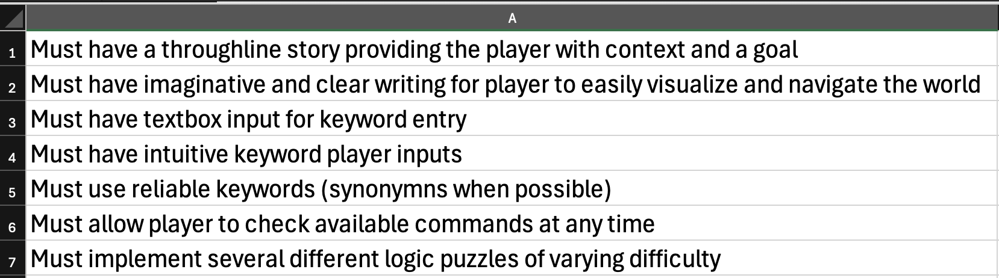 A
1 Must have a throughline story providing the player with context and a goal
2 Must have imaginative and clear writing for player to easily visualize and navigate the world
3 Must have textbox input for keyword entry
4 Must have intuitive keyword player inputs
5 Must use reliable keywords (synonymns when possible)
6 Must allow player to check available commands at any time
7 Must implement several different logic puzzles of varying difficulty